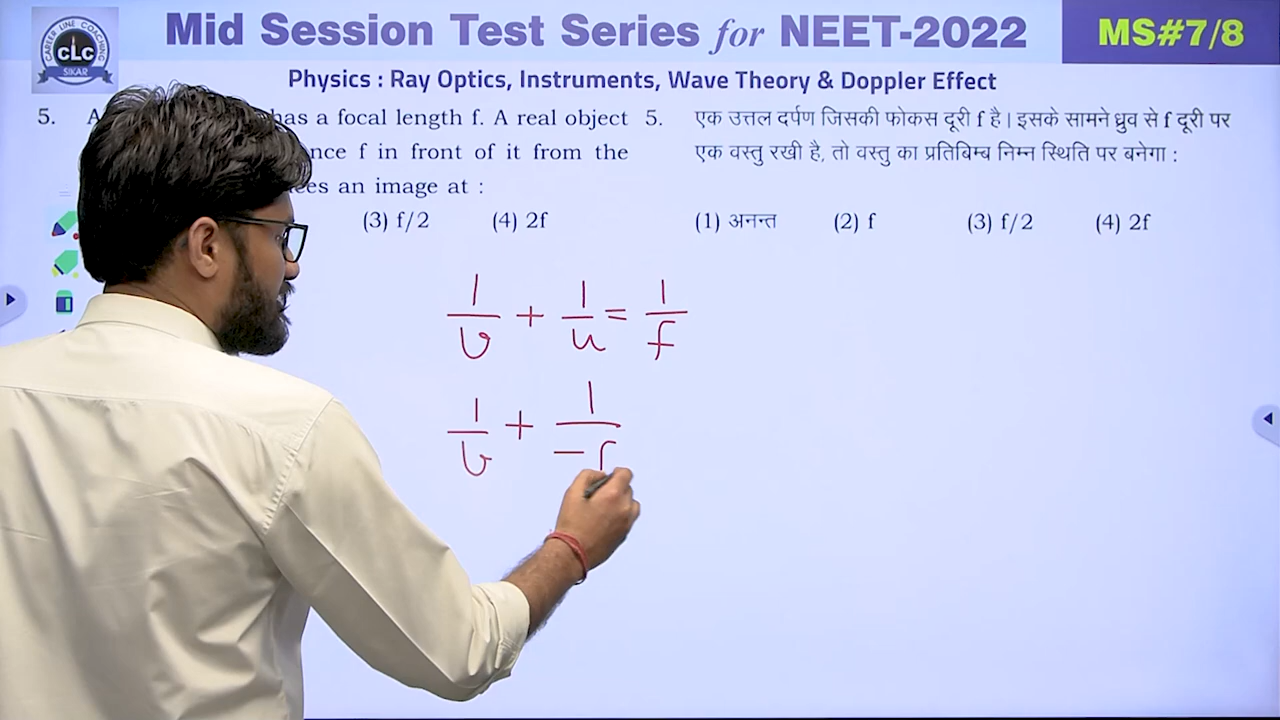 CAREER LINE COACHING
CLC
SIKAR
Mid Session Test Series for NEET-2022
MS#7/8
Physics : Ray Optics, Instruments, Wave Theory & Doppler Effect
5. A has a focal length f. A real object
f in front of it from the
an image at :
(3) f/2 (4) 2f
5. एक उत्तल दर्पण जिसकी फोकस दूरी f है। इसके सामने ध्रुव से f दूरी पर
एक वस्तु रखी है, तो वस्तु का प्रतिबिम्ब निम्न स्थिति पर बनेगा :
(1) अनन्त (2) f (3) f/2 (4) 2f
1/v + 1/u = 1/f
1/v + 1/-f